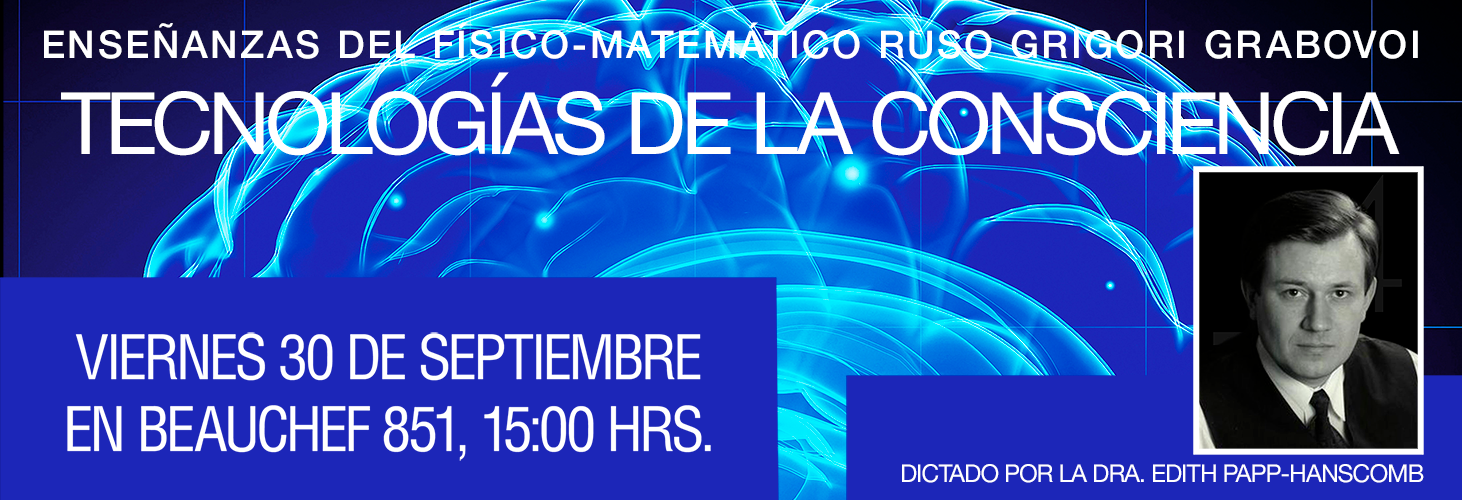 ENSEÑANZAS DEL FÍSICO-MATEMÁTICO RUSO GRIGORI GRABOVOI
TECNOLOGÍAS DE LA CONSCIENCIA
VIERNES 30 DE SEPTIEMBRE
EN BEAUCHEF 851, 15:00 HRS.
DICTADO POR LA DRA. EDITH PAPP-HANSCOMB